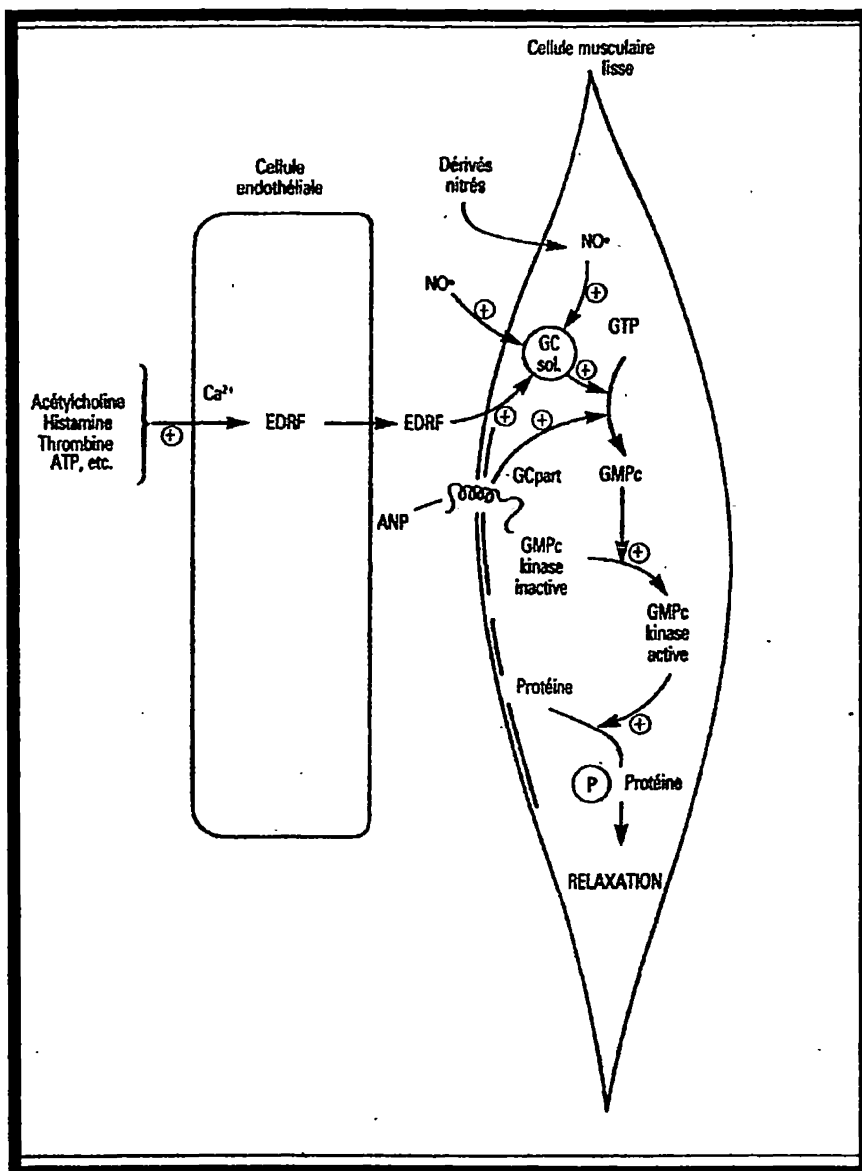 Cellule musculaire
lisse
Cellule
endothéliale
Dérivés
nitrés
NO•
NO•
+
+
GC
sol.
GTP
+
Acétylcholine
Histamine
Thrombine
ATP, etc.
+
Ca²⁺
EDRF
EDRF
+
+
GCpart
GMPc
ANP
GMPc
kinase
inactive
+
GMPc
kinase
active
Protéine
+
P
Protéine
RELAXATION